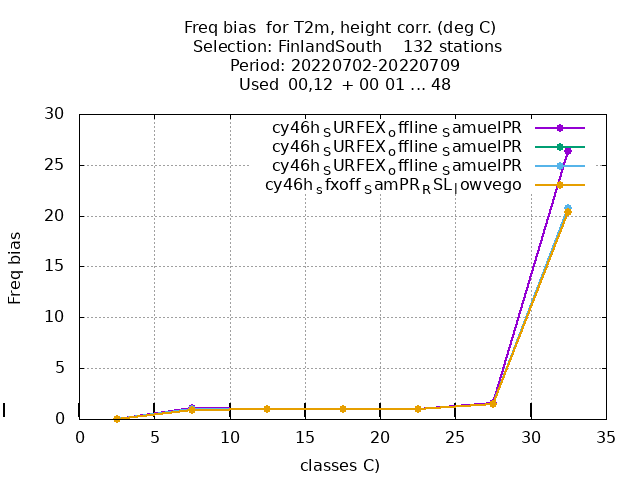 Freq bias for T2m, height corr. (deg C)
Selection: FinlandSouth 132 stations
Period: 20220702-20220709
Used 00,12 + 00 01 ... 48
cy46h_SURFEX_offline_SamuelPR
cy46h_SURFEX_offline_SamuelPR
cy46h_SURFEX_offline_SamuelPR
cy46h_sfxoff_SamPR_RSL_lowvego
Freq bias
30
25
20
15
10
5
0
0 5 10 15 20 25 30 35
classes C)